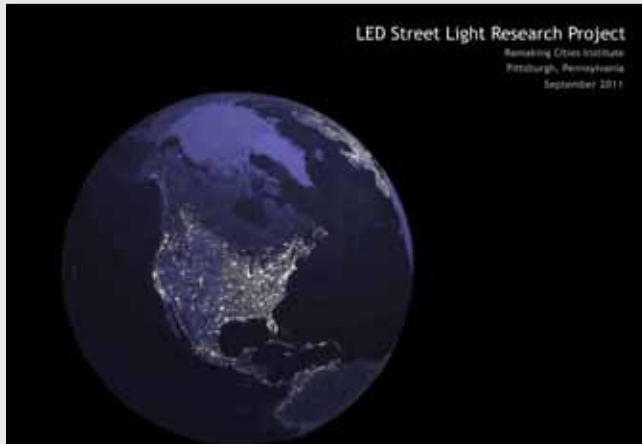 LED Street Light Research Project
Remaking Cities Institute
Pittsburgh, Pennsylvania
September 2011